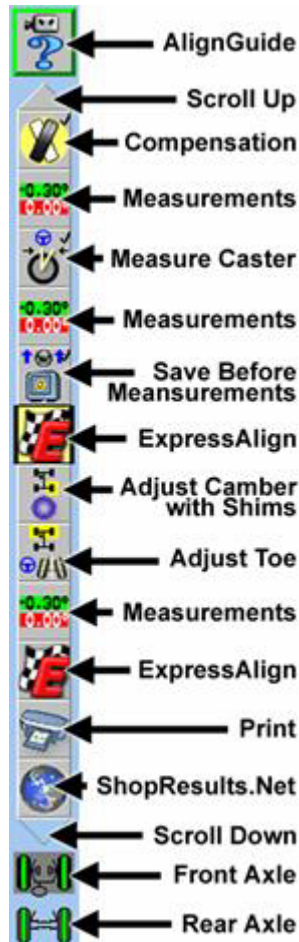 AlignGuide
Scroll Up
Compensation
-0.30°
0.00°
Measurements
Measure Caster
-0.30°
0.00°
Measurements
Save Before
Meansurements
E
ExpressAlign
Adjust Camber
with Shims
Adjust Toe
-0.30°
0.00°
Measurements
E
ExpressAlign
Print
ShopResults.Net
Scroll Down
Front Axle
Rear Axle